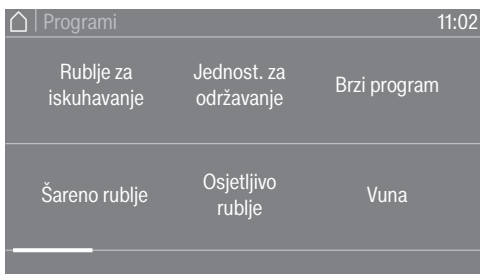 Programi 11:02
Rublje za
iskuhavanje
Jednost. za
održavanje
Brzi program
Šareno rublje
Osjetljivo
rublje
Vuna